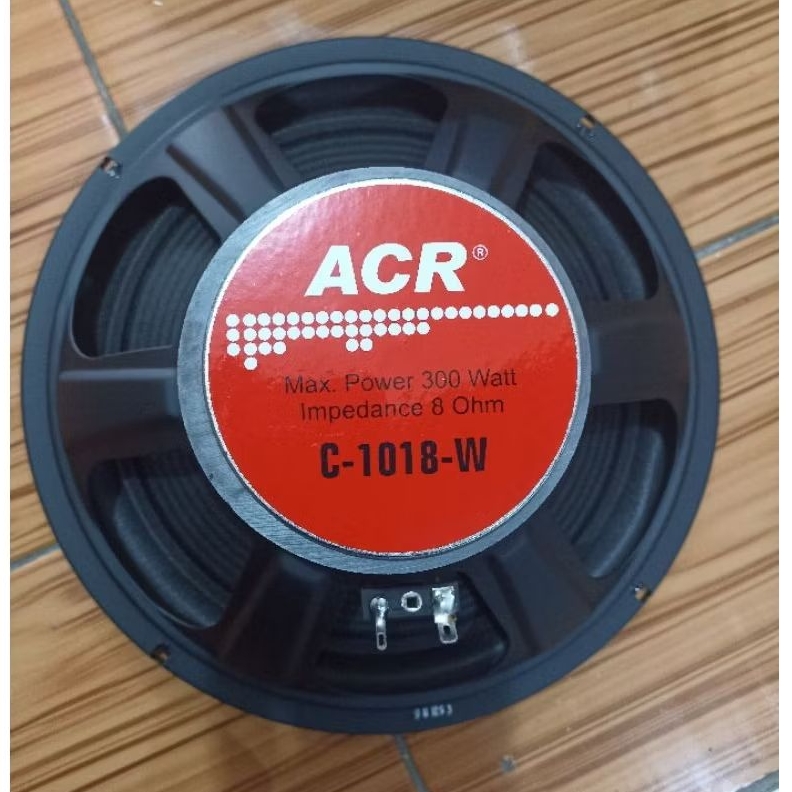 ACR®
Max. Power 300 Watt
Impedance 8 Ohm
C-1018-W